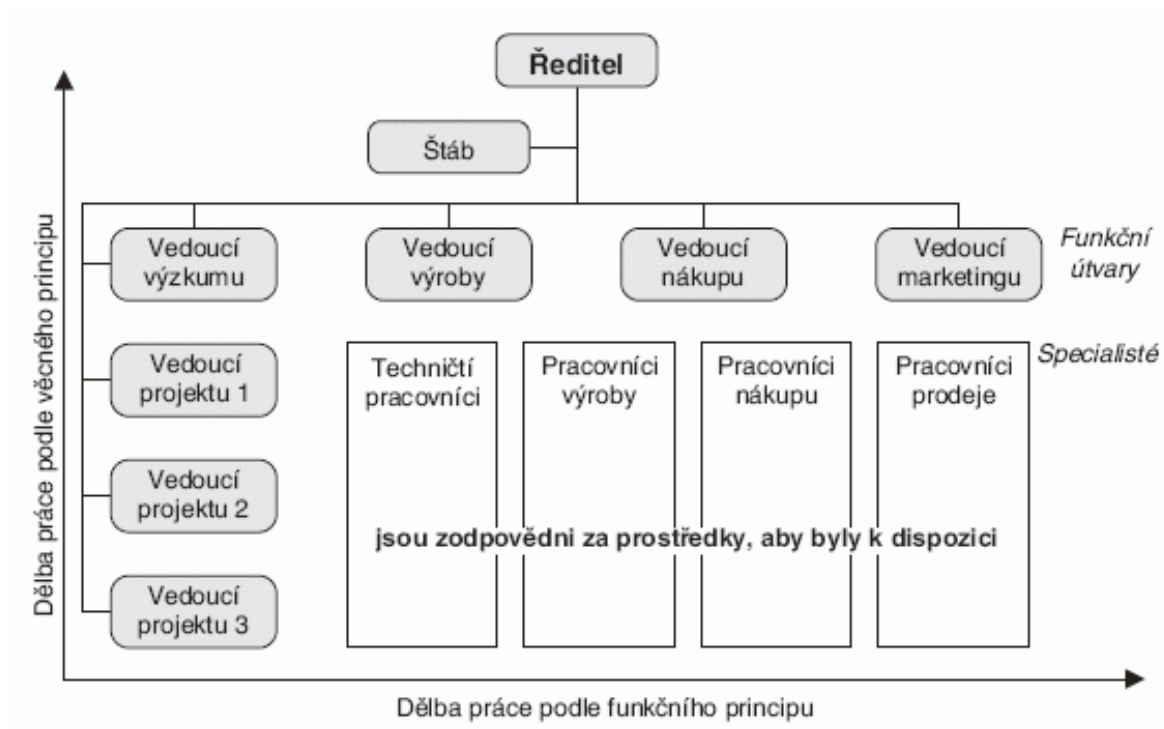 Ředitel
Štáb
Vedoucí
výzkumu
Vedoucí
výroby
Vedoucí
nákupu
Vedoucí
marketingu
Funkční
útvary
Vedoucí
projektu 1
Techničtí
pracovníci
Pracovníci
výroby
Pracovníci
nákupu
Pracovníci
prodeje
Specialisté
Vedoucí
projektu 2
jsou zodpovědni za prostředky, aby byly k dispozici
Vedoucí
projektu 3
Dělba práce podle věcného principu
Dělba práce podle funkčního principu